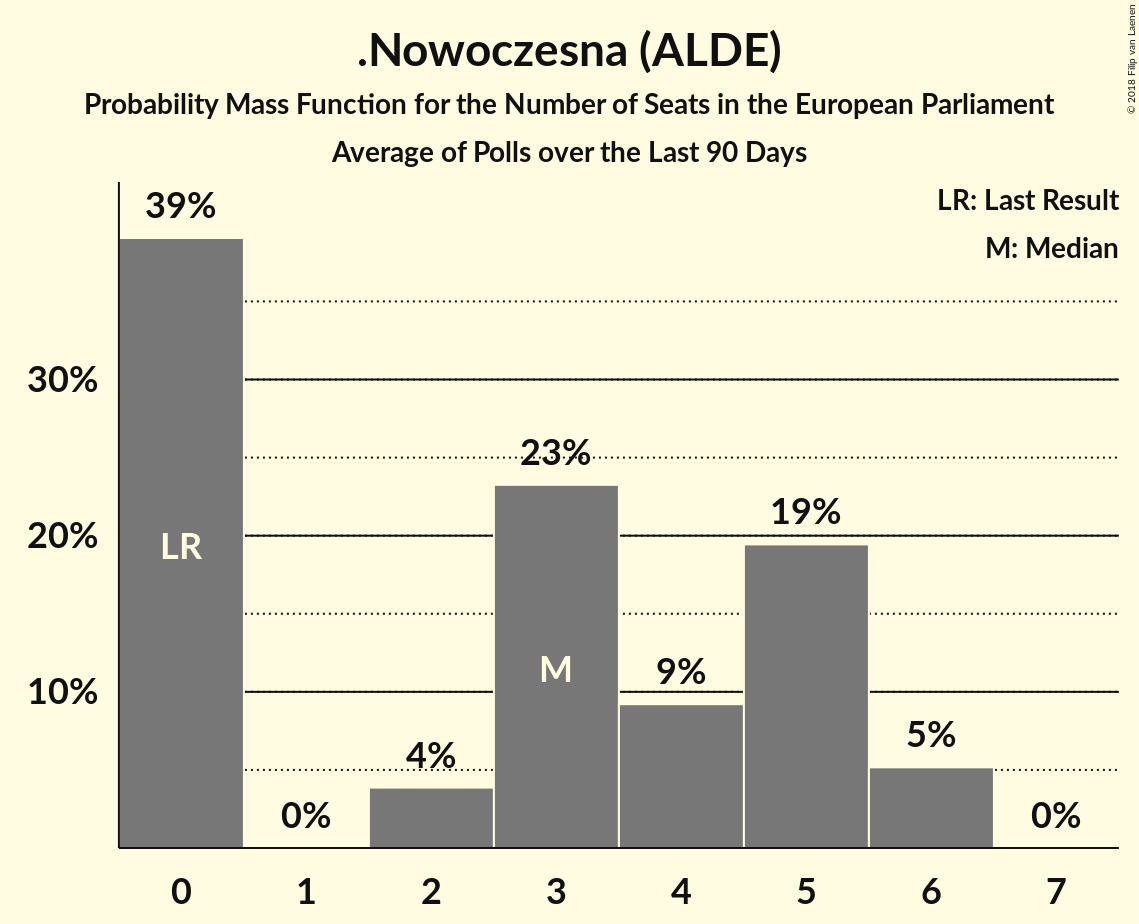 .Nowoczesna (ALDE)
Probability Mass Function for the Number of Seats in the European Parliament
Average of Polls over the Last 90 Days
© 2018 Filip van Laenen
LR: Last Result
M: Median
39%
30%
23%
20%
19%
LR
M
10%
9%
5%
4%
0%
0%
0 1 2 3 4 5 6 7